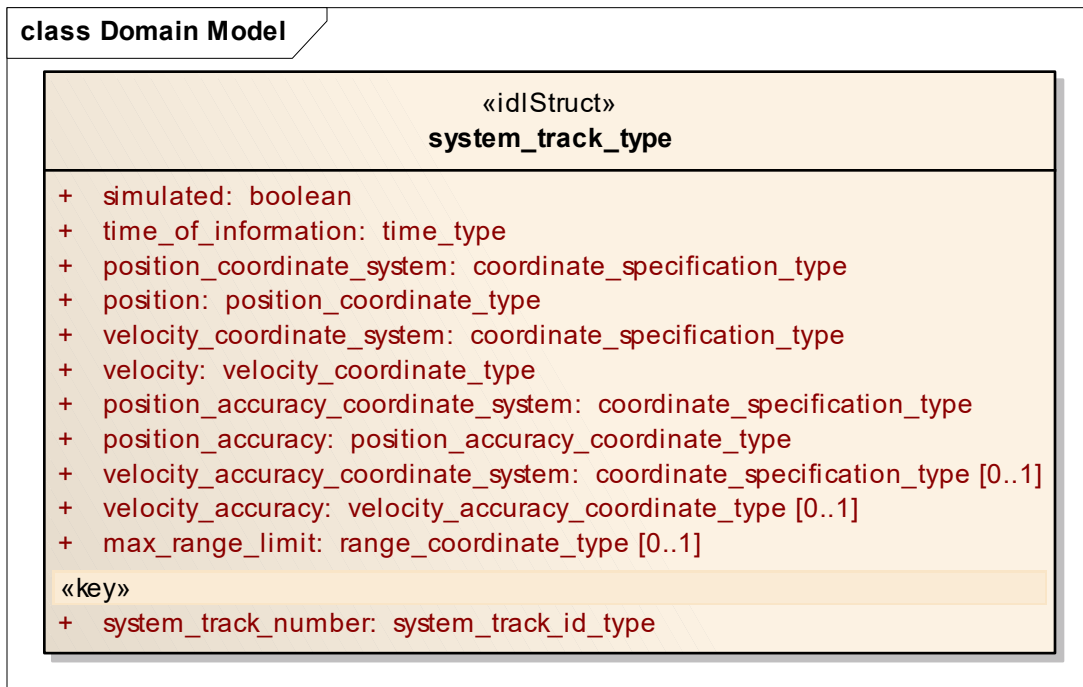 class Domain Model
«idlStruct»
system_track_type
+ simulated: boolean
+ time_of_information: time_type
+ position_coordinate_system: coordinate_specification_type
+ position: position_coordinate_type
+ velocity_coordinate_system: coordinate_specification_type
+ velocity: velocity_coordinate_type
+ position_accuracy_coordinate_system: coordinate_specification_type
+ position_accuracy: position_accuracy_coordinate_type
+ velocity_accuracy_coordinate_system: coordinate_specification_type [0..1]
+ velocity_accuracy: velocity_accuracy_coordinate_type [0..1]
+ max_range_limit: range_coordinate_type [0..1]
«key»
+ system_track_number: system_track_id_type